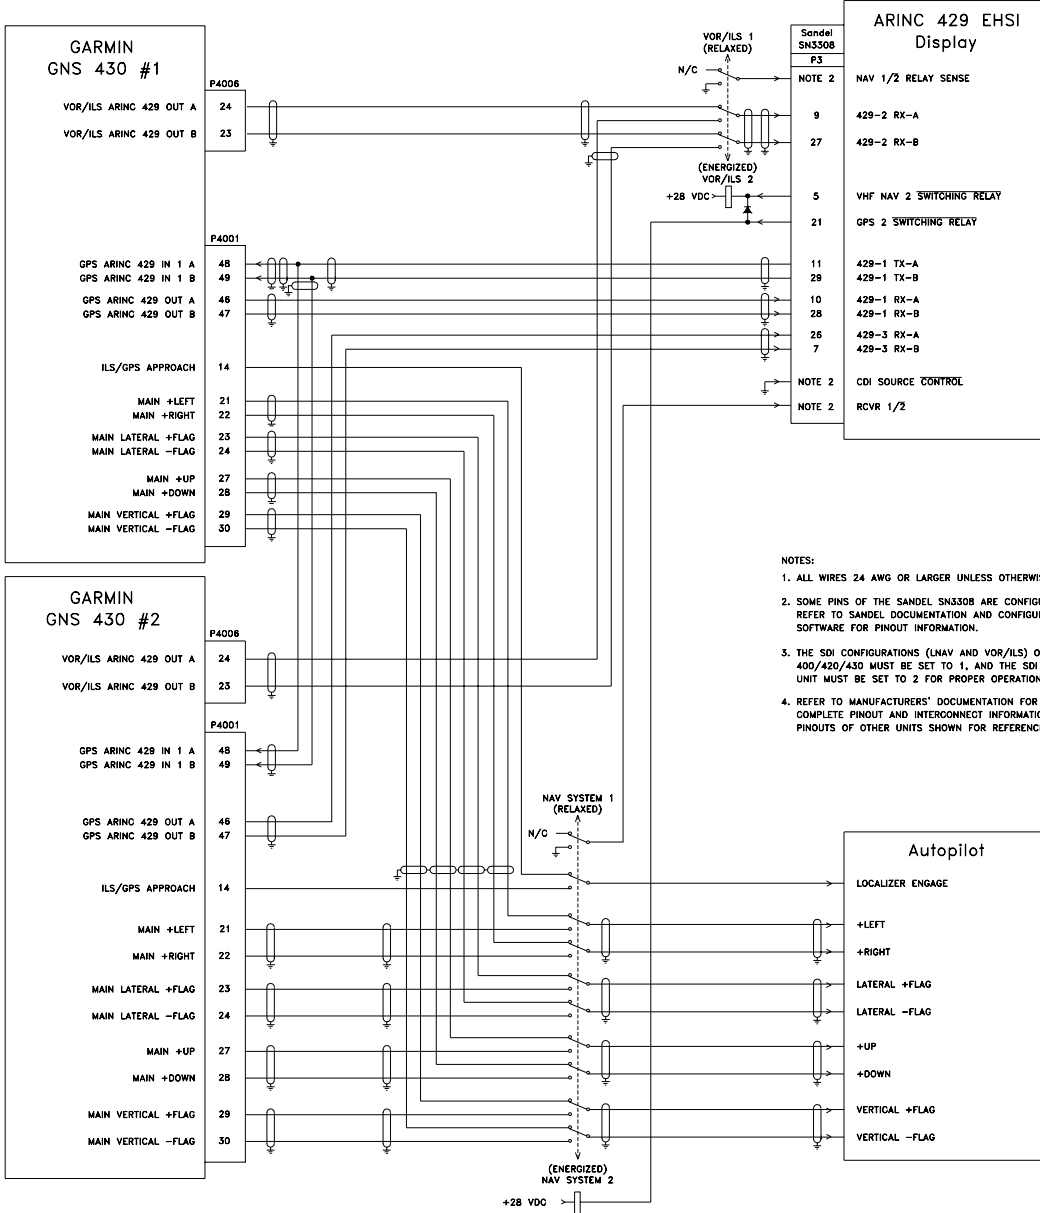 GARMIN
GNS 430 #1
P4006
VOR/ILS ARINC 429 OUT A 24
VOR/ILS ARINC 429 OUT B 23
P4001
GPS ARINC 429 IN 1 A 48
GPS ARINC 429 IN 1 B 49
GPS ARINC 429 OUT A 46
GPS ARINC 429 OUT B 47
ILS/GPS APPROACH 14
MAIN +LEFT 21
MAIN +RIGHT 22
MAIN LATERAL +FLAG 23
MAIN LATERAL -FLAG 24
MAIN +UP 27
MAIN +DOWN 28
MAIN VERTICAL +FLAG 29
MAIN VERTICAL -FLAG 30
VOR/ILS 1
(RELAXED)
N/C
(ENERGIZED)
VOR/ILS 2
+28 VDC
ARINC 429 EHSI
Display
Sandel
SN3308
P3
NOTE 2 NAV 1/2 RELAY SENSE
9 429-2 RX-A
27 429-2 RX-B
5 VHF NAV 2 SWITCHING RELAY
21 GPS 2 SWITCHING RELAY
11 429-1 TX-A
29 429-1 TX-B
10 429-1 RX-A
28 429-1 RX-B
26 429-3 RX-A
7 429-3 RX-B
NOTE 2 CDI SOURCE CONTROL
NOTE 2 RCVR 1/2
NOTES:
1. ALL WIRES 24 AWG OR LARGER UNLESS
2. SOME PINS OF THE SANDEL SN3308 ARE
REFER TO SANDEL DOCUMENTATION AND
SOFTWARE FOR PINOUT INFORMATION.
3. THE SDI CONFIGURATIONS (LNAV AND VOR/ILS)
400/420/430 MUST BE SET TO 1, AND THE SDI
UNIT MUST BE SET TO 2 FOR PROPER OPERATION
4. REFER TO MANUFACTURERS' DOCUMENTATION FOR
COMPLETE PINOUT AND INTERCONNECT
PINOUTS OF OTHER UNITS SHOWN FOR
GARMIN
GNS 430 #2
P4006
VOR/ILS ARINC 429 OUT A 24
VOR/ILS ARINC 429 OUT B 23
P4001
GPS ARINC 429 IN 1 A 48
GPS ARINC 429 IN 1 B 49
GPS ARINC 429 OUT A 46
GPS ARINC 429 OUT B 47
ILS/GPS APPROACH 14
MAIN +LEFT 21
MAIN +RIGHT 22
MAIN LATERAL +FLAG 23
MAIN LATERAL -FLAG 24
MAIN +UP 27
MAIN +DOWN 28
MAIN VERTICAL +FLAG 29
MAIN VERTICAL -FLAG 30
NAV SYSTEM 1
(RELAXED)
N/C
(ENERGIZED)
NAV SYSTEM 2
+28 VDC
Autopilot
LOCALIZER ENGAGE
+LEFT
+RIGHT
LATERAL +FLAG
LATERAL -FLAG
+UP
+DOWN
VERTICAL +FLAG
VERTICAL -FLAG